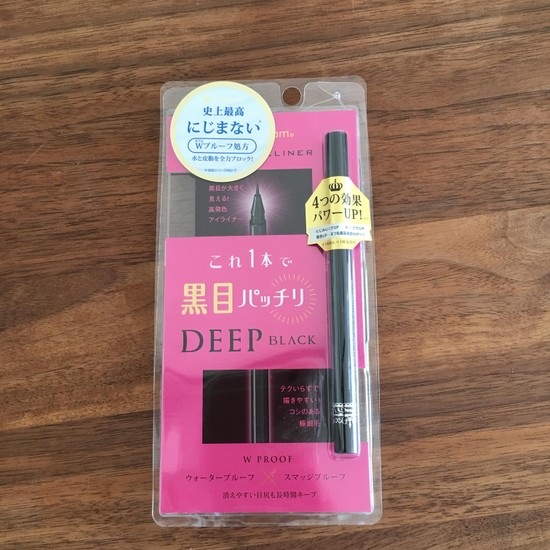 史上最高
にじまない
Wプルーフ処方
水と皮脂を全力ブロック!
am®
ELINER
黒目が大きく
見える!
高発色
アイライナー
4つの効果
パワーUP!
これ1本で
黒目パッチリ
DEEP BLACK
テクいらずで
描きやすい
コシのある
極細筆
W PROOF
ウォータープルーフ×スマッジプルーフ
消えやすい目尻も長時間キープ